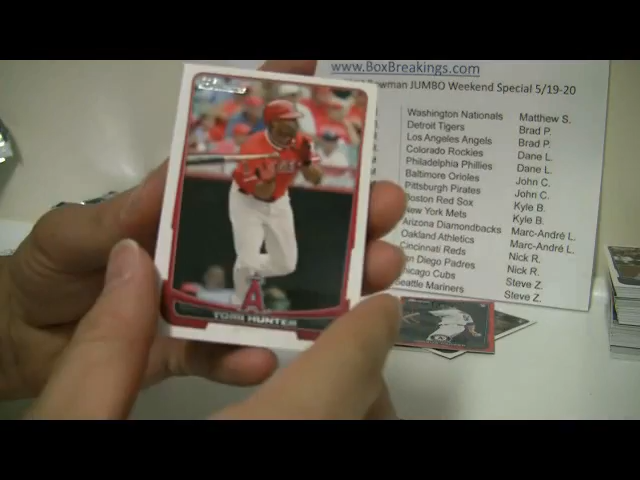 www.BoxBreakings.com
Bowman JUMBO Weekend Special 5/19-20
Washington Nationals Matthew S.
Detroit Tigers Brad P.
Los Angeles Angels Brad P.
Colorado Rockies Dane L.
Philadelphia Phillies Dane L.
Baltimore Orioles John C.
Pittsburgh Pirates John C.
Boston Red Sox Kyle B.
New York Mets Kyle B.
Arizona Diamondbacks Marc-André L.
Oakland Athletics Marc-André L.
Cincinnati Reds Nick R.
San Diego Padres Nick R.
Chicago Cubs Steve Z.
Seattle Mariners Steve Z.
A
TORII HUNTER